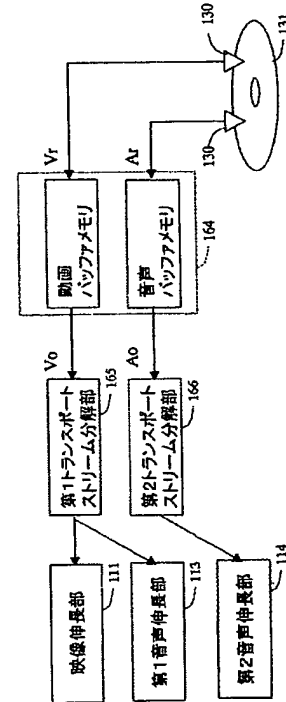 映像伸長部
111
第1音声伸長部
113
第2音声伸長部
114
第1トランスポート
ストリーム分解部
165
第2トランスポート
ストリーム分解部
166
Vo
Ao
動画
バッファメモリ
音声
バッファメモリ
164
Vr
Ar
130
130
131